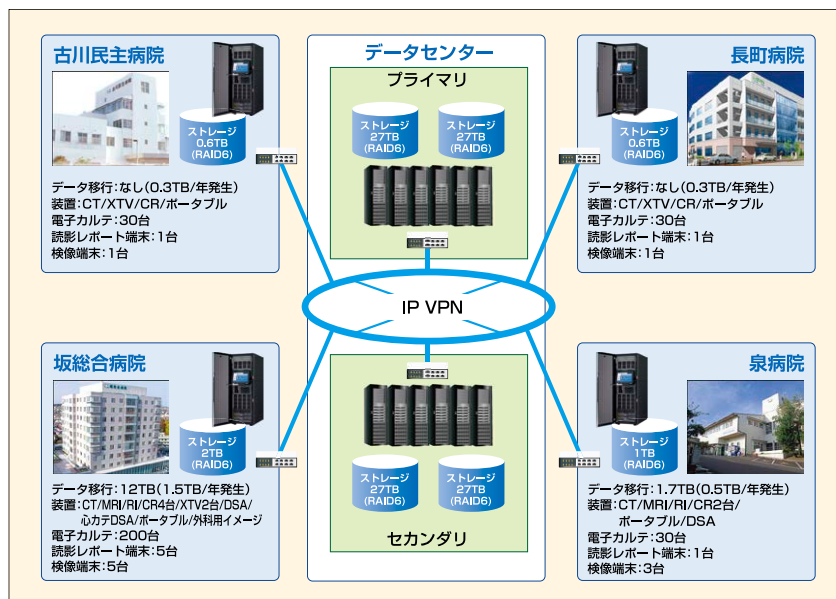 古川民主病院
ストレージ
0.6TB
(RAID6)
データ移行:なし(0.3TB/年発生)
装置:CT/XTV/CR/ポータブル
電子カルテ:30台
読影レポート端末:1台
検像端末:1台
データセンター
プライマリ
ストレージ
27TB
(RAID6)
ストレージ
27TB
(RAID6)
長町病院
ストレージ
0.6TB
(RAID6)
データ移行:なし(0.3TB/年発生)
装置:CT/XTV/CR/ポータブル
電子カルテ:30台
読影レポート端末:1台
検像端末:1台
IP VPN
坂総合病院
ストレージ
2TB
(RAID6)
データ移行:12TB(1.5TB/年発生)
装置:CT/MRI/RI/CR4台/XTV2台/DSA/
心カテDSA/ポータブル/外科用イメージ
電子カルテ:200台
読影レポート端末:5台
検像端末:5台
ストレージ
27TB
(RAID6)
ストレージ
27TB
(RAID6)
セカンダリ
泉病院
ストレージ
1TB
(RAID6)
データ移行:1.7TB(0.5TB/年発生)
装置:CT/MRI/RI/CR2台/
ポータブル/DSA
電子カルテ:30台
読影レポート端末:1台
検像端末:3台